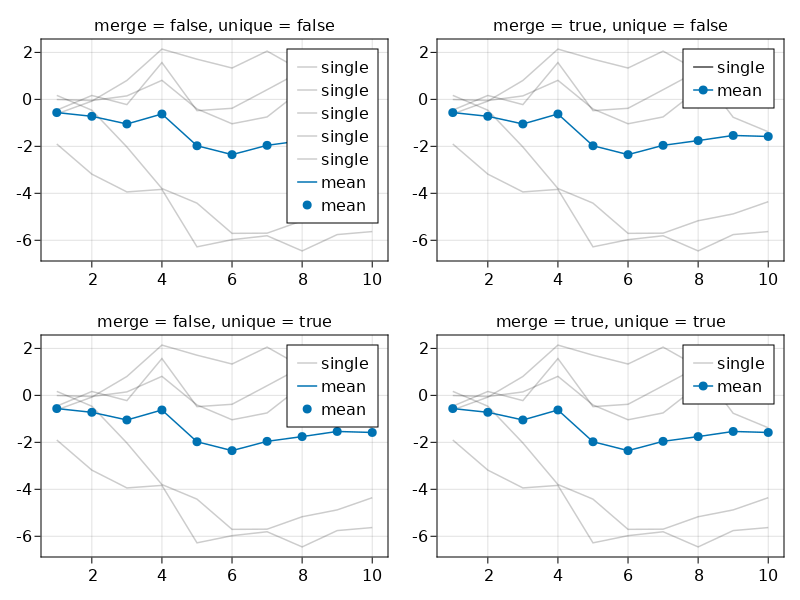 merge = false, unique = false
2
0
-2
-4
-6
2
4
6
8
10
single
single
single
single
single
mean
mean
merge = true, unique = false
2
0
-2
-4
-6
2
4
6
8
10
single
mean
merge = false, unique = true
2
0
-2
-4
-6
2
4
6
8
10
single
mean
mean
merge = true, unique = true
2
0
-2
-4
-6
2
4
6
8
10
single
mean